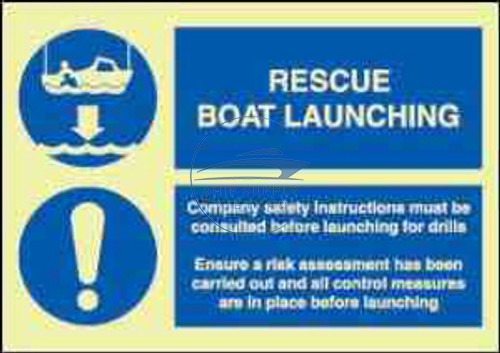 RESCUE
BOAT LAUNCHING
Company safety instructions must be
consulted before launching for drills
Ensure a risk assessment has been
carried out and all control measures
are in place before launching